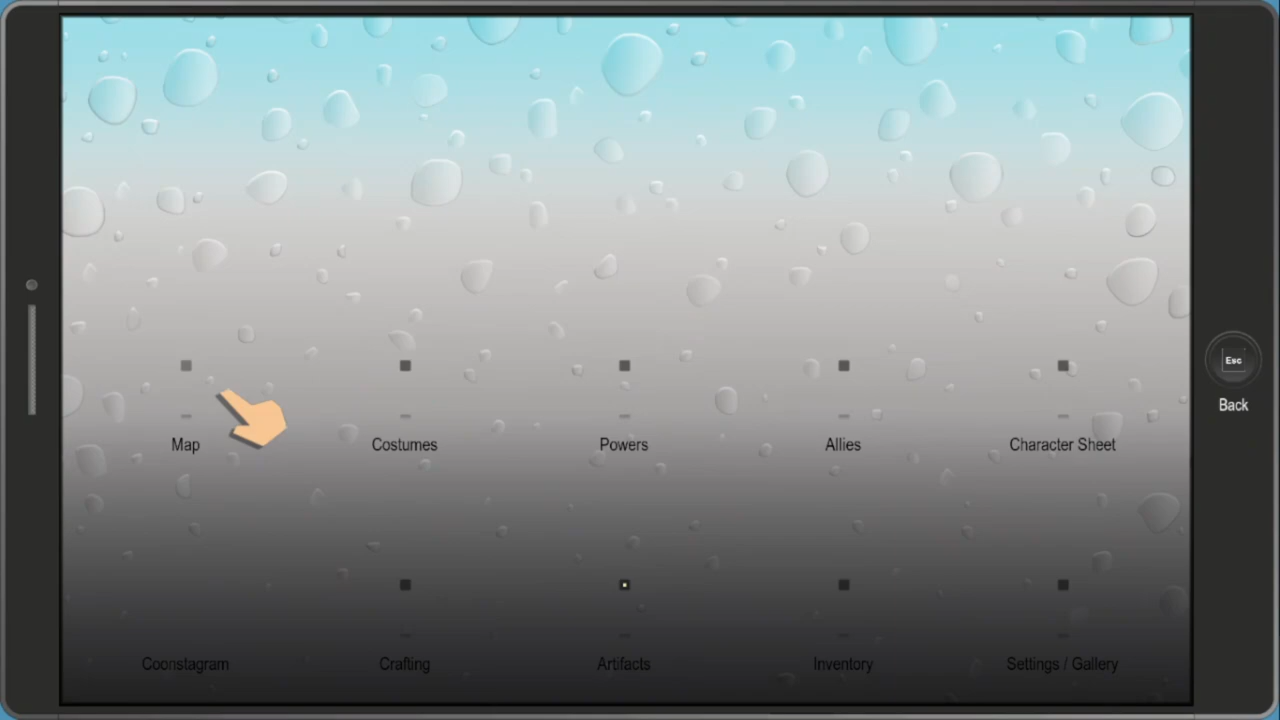 Esc
Back
Map
Costumes
Powers
Allies
Character Sheet
Coonstagram
Crafting
Artifacts
Inventory
Settings / Gallery